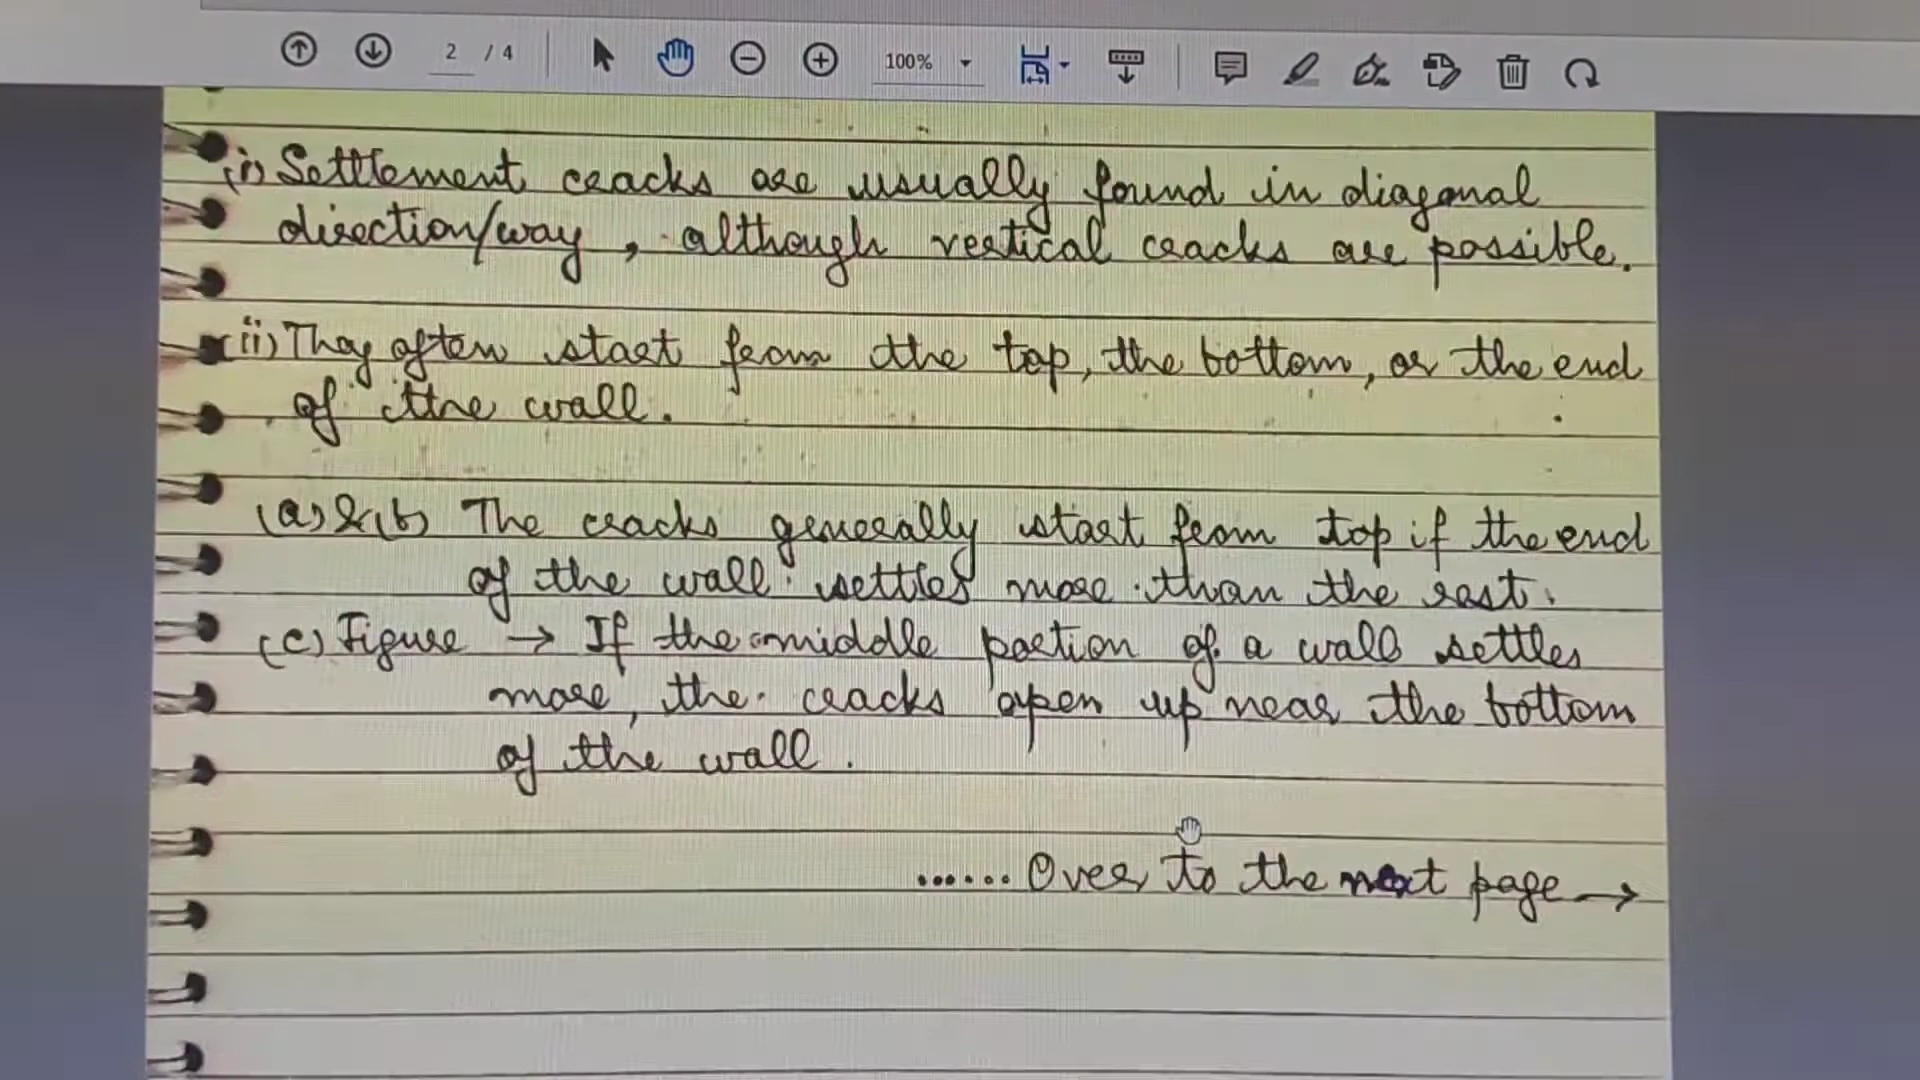 2 / 4 100%
(i) Settlement cracks are usually found in diagonal
direction/way, although vertical cracks are possible.
(ii) They often start from the top, the bottom, or the end
of the wall.
(a) & (b) The cracks generally start from top if the end
of the wall settles more than the rest.
(c) Figure → If the middle portion of a wall settles
more, the cracks open up near the bottom
of the wall.
...... Over to the next page →